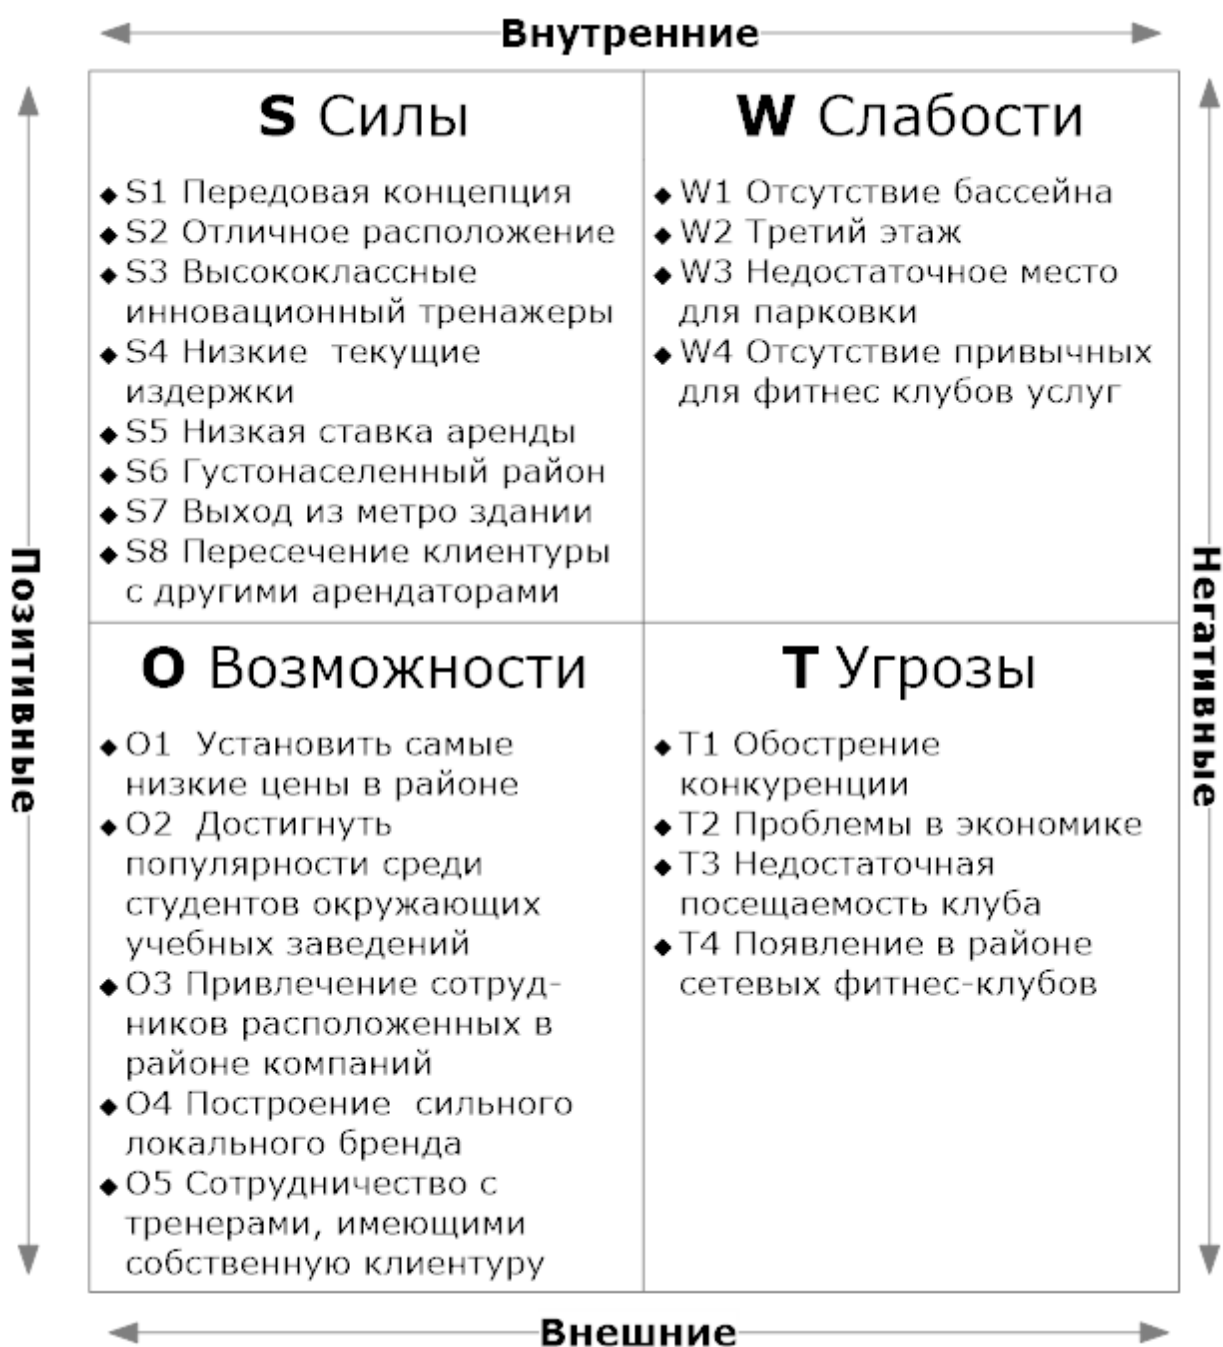 Внутренние
S Силы
◆ S1 Передовая концепция
◆ S2 Отличное расположение
◆ S3 Высококлассные
инновационный тренажеры
◆ S4 Низкие текущие
издержки
◆ S5 Низкая ставка аренды
◆ S6 Густонаселенный район
◆ S7 Выход из метро здании
◆ S8 Пересечение клиентуры
с другими арендаторами
W Слабости
◆ W1 Отсутствие бассейна
◆ W2 Третий этаж
◆ W3 Недостаточное место
для парковки
◆ W4 Отсутствие привычных
для фитнес клубов услуг
Позитивные
Негативные
O Возможности
◆ O1 Установить самые
низкие цены в районе
◆ O2 Достигнуть
популярности среди
студентов окружающих
учебных заведений
◆ O3 Привлечение сотруд-
ников расположенных в
районе компаний
◆ O4 Построение сильного
локального бренда
◆ O5 Сотрудничество с
тренерами, имеющими
собственную клиентуру
T Угрозы
◆ T1 Обострение
конкуренции
◆ T2 Проблемы в экономике
◆ T3 Недостаточная
посещаемость клуба
◆ T4 Появление в районе
сетевых фитнес-клубов
Внешние